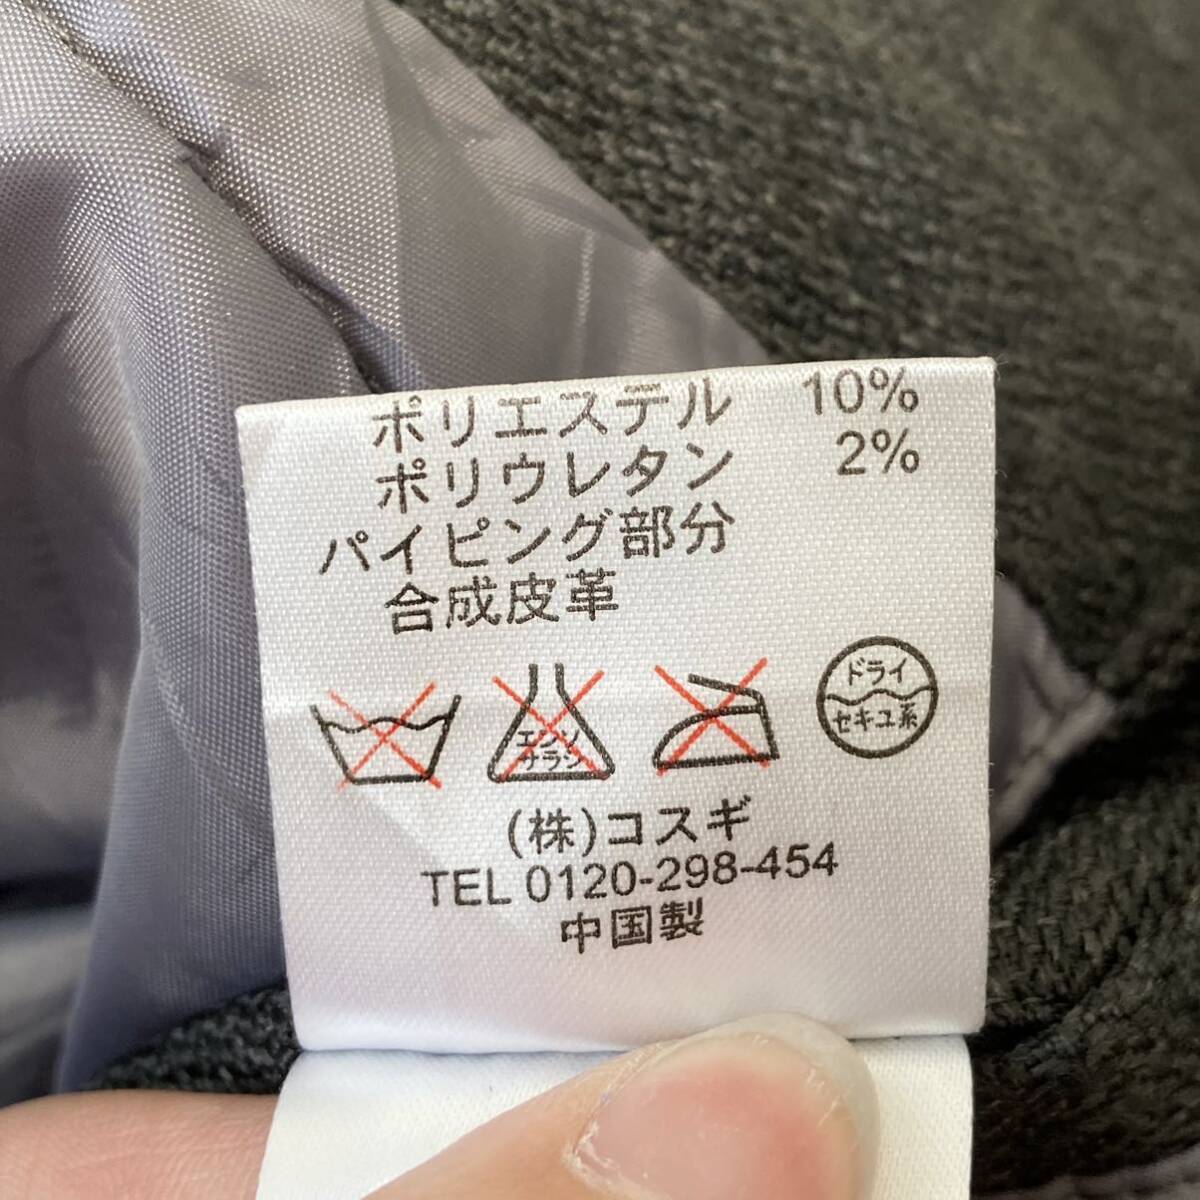 ポリエステル 10%
ポリウレタン 2%
パイピング部分
合成皮革
エンソ
サラシ
ドライ
セキユ系
(株)コスギ
TEL 0120-298-454
中国製